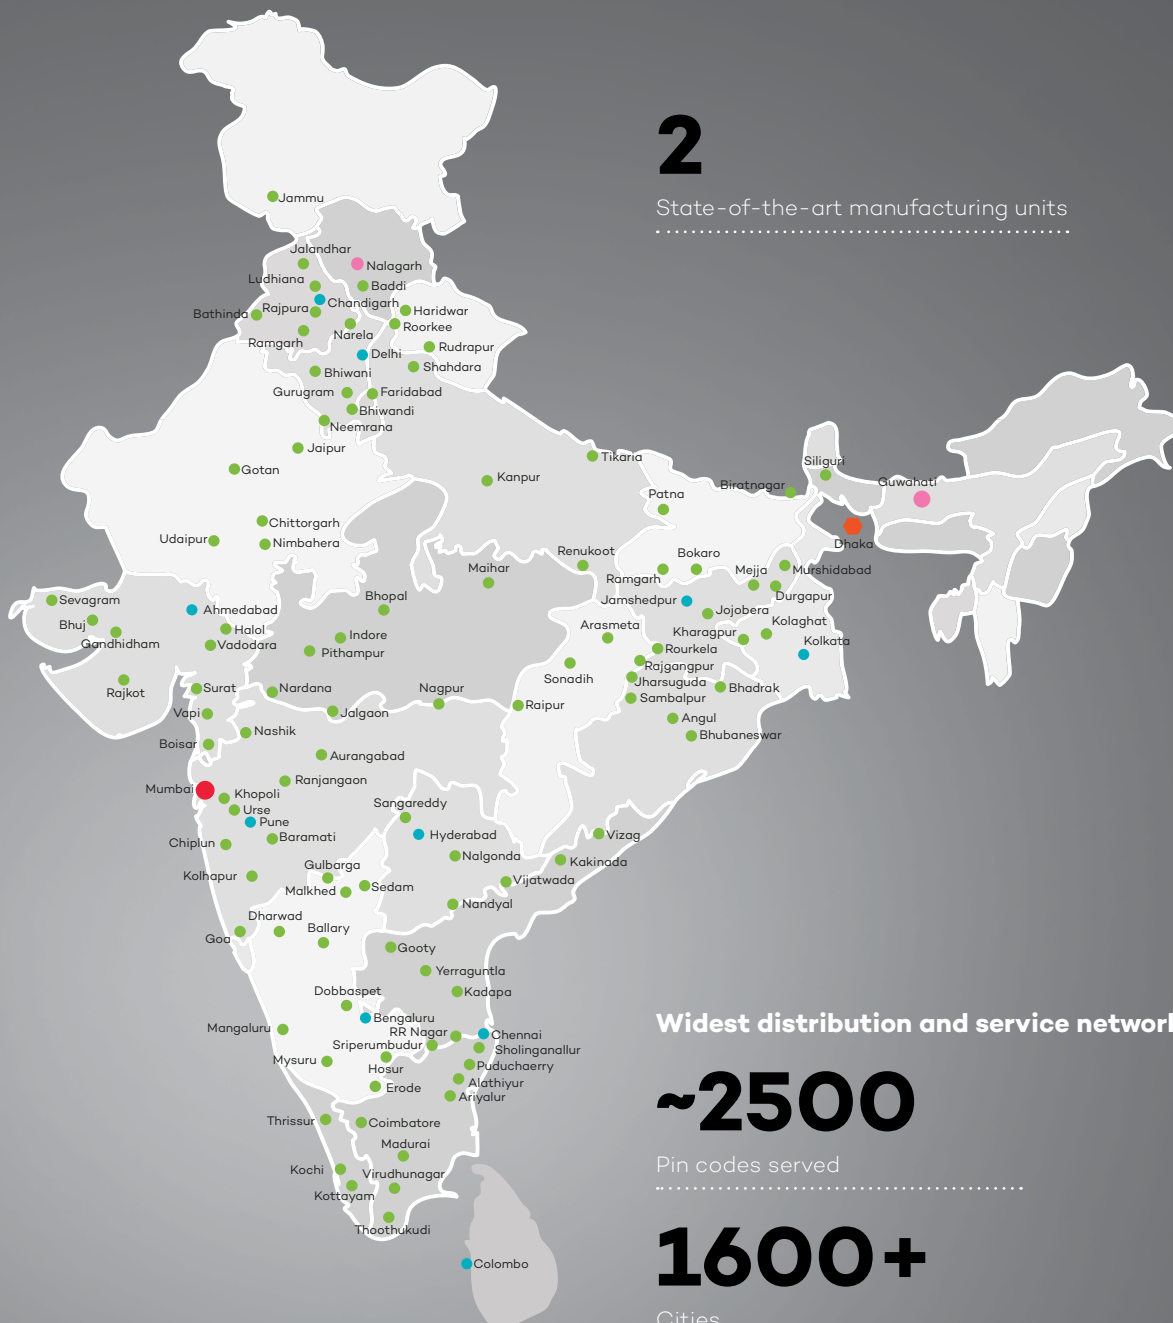 2
State-of-the-art manufacturing units
Jammu
Jalandhar
Nalagarh
Ludhiana
Baddi
Chandigarh
Bathinda
Rajpura
Haridwar
Roorkee
Ramgarh
Narela
Rudrapur
Delhi
Shahdara
Bhiwani
Gurugram
Faridabad
Bhiwandi
Neemrana
Jaipur
Tikaria
Siliguri
Gotan
Kanpur
Biratnagar
Guwahati
Patna
Chittorgarh
Udaipur
Nimbahera
Dhaka
Renukoot
Bokaro
Maihar
Ramgarh
Mejja
Murshidabad
Sevagram
Bhopal
Jamshedpur
Durgapur
Ahmedabad
Jojobera
Bhuj
Halol
Arasmeta
Kolaghat
Gandhidham
Vadodara
Indore
Kharagpur
Kolkata
Pithampur
Rourkela
Rajgangpur
Sonadih
Jharsuguda
Rajkot
Surat
Nardana
Nagpur
Bhadrak
Sambalpur
Raipur
Vapi
Jalgaon
Angul
Nashik
Bhubaneswar
Boisar
Aurangabad
Ranjangaon
Mumbai
Khopoli
Sangareddy
Urse
Pune
Hyderabad
Vizag
Chiplun
Baramati
Nalgonda
Kakinada
Gulbarga
Kolhapur
Malkhed
Sedam
Vijatwada
Nandyal
Dharwad
Ballary
Goa
Gooty
Yerraguntla
Dobbaspet
Kadapa
Bengaluru
Mangaluru
RR Nagar
Chennai
Sriperumbudur
Sholinganallur
Mysuru
Hosur
Puduchaerry
Alathiyur
Erode
Ariyalur
Thrissur
Coimbatore
Madurai
Kochi
Virudhunagar
Kottayam
Thoothukudi
Colombo
Widest distribution and service network
~2500
Pin codes served
1600+
Cities